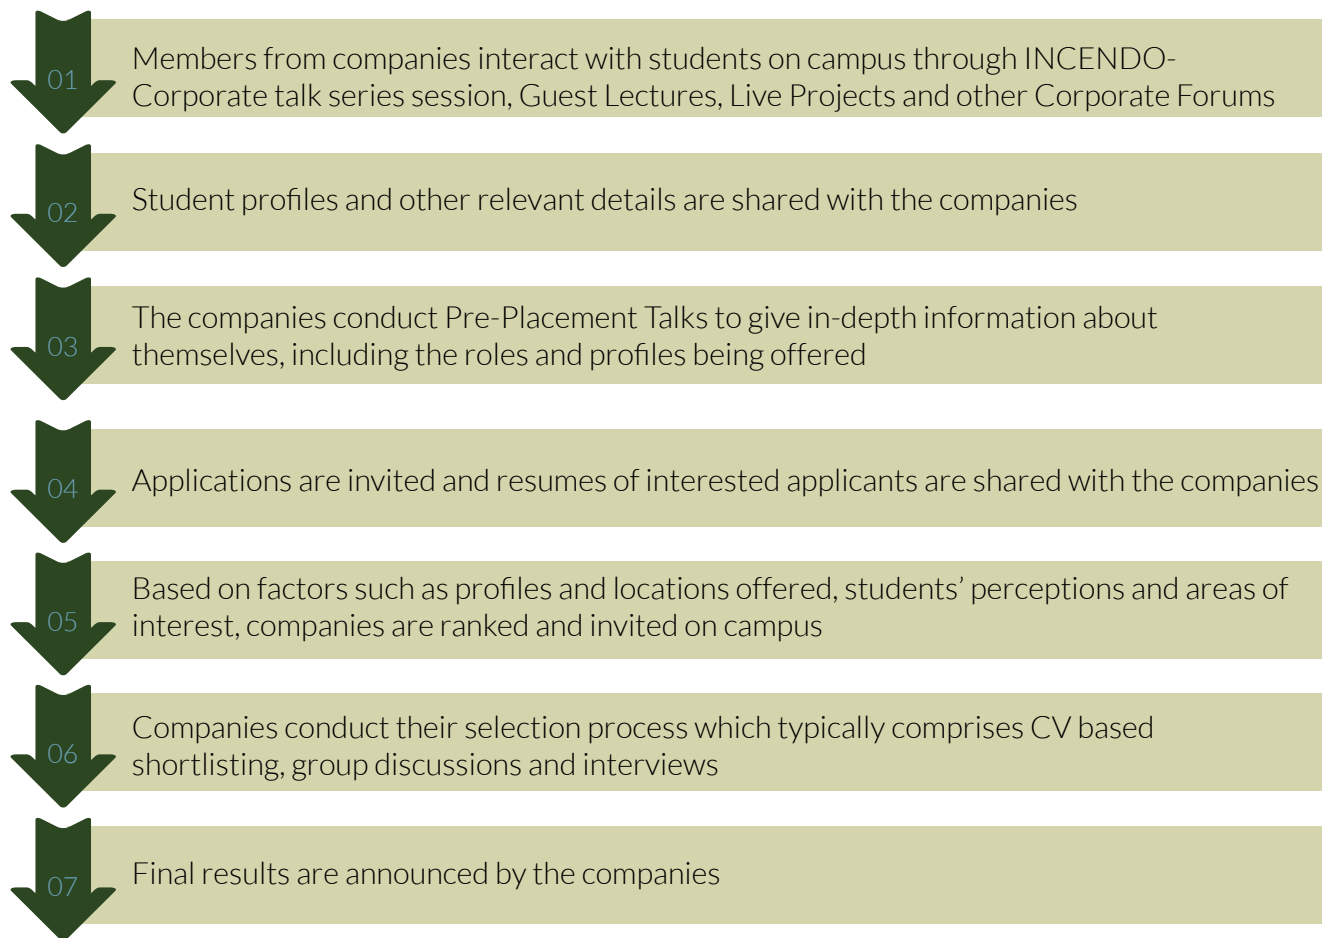 01
Members from companies interact with students on campus through INCENDO-
Corporate talk series session, Guest Lectures, Live Projects and other Corporate Forums
02
Student profiles and other relevant details are shared with the companies
03
The companies conduct Pre-Placement Talks to give in-depth information about
themselves, including the roles and profiles being offered
04
Applications are invited and resumes of interested applicants are shared with the companies
05
Based on factors such as profiles and locations offered, students’ perceptions and areas of
interest, companies are ranked and invited on campus
06
Companies conduct their selection process which typically comprises CV based
shortlisting, group discussions and interviews
07
Final results are announced by the companies